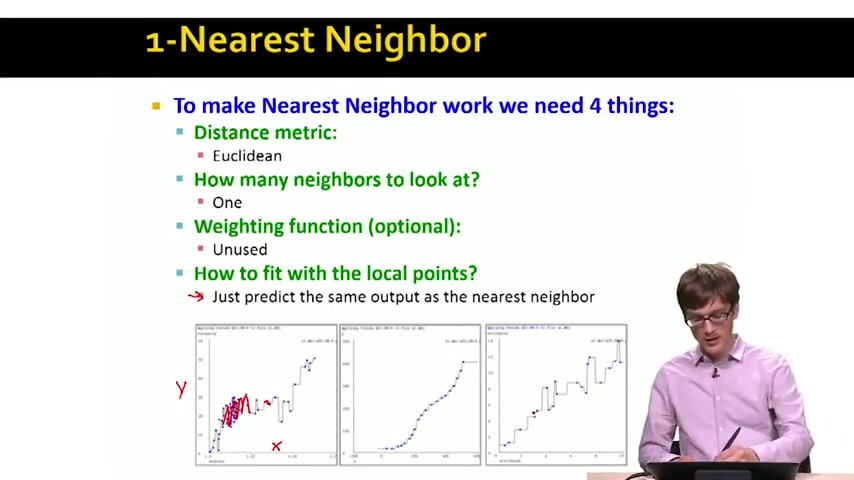 1-Nearest Neighbor
To make Nearest Neighbor work we need 4 things:
Distance metric:
Euclidean
How many neighbors to look at?
One
Weighting function (optional):
Unused
How to fit with the local points?
Just predict the same output as the nearest neighbor
y
x